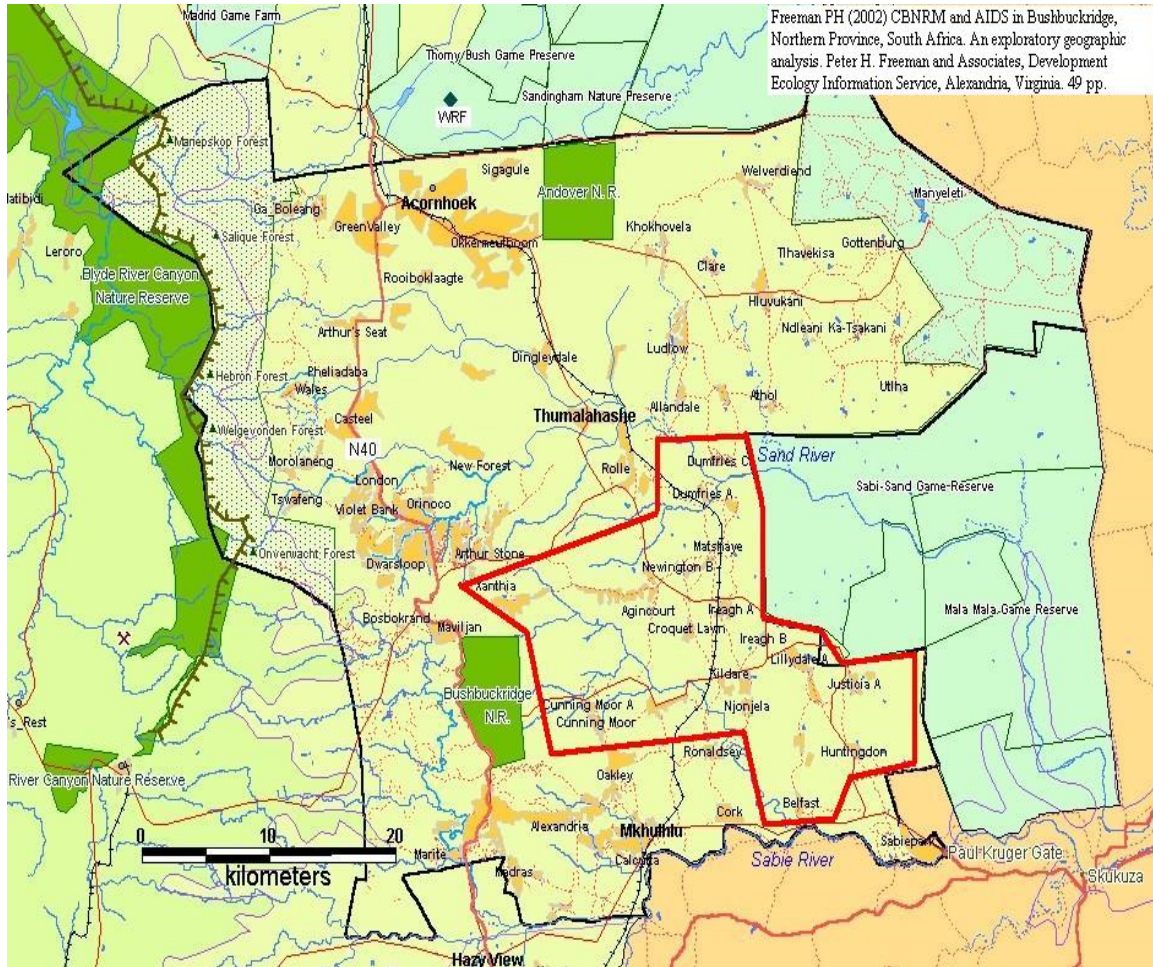 Freeman PH (2002) CBNRM and AIDS in Bushbuckridge,
Northern Province, South Africa. An exploratory geographic
analysis. Peter H. Freeman and Associates, Development
Ecology Information Service, Alexandria, Virginia. 49 pp.
Madrid Game Farm
Thorny/Bush Game Preserve
WRF
Sandingham Nature Preserve
Manepskop Forest
Sigagule
Andover N. R.
Welverdiend
Manyeleti
Acornhoek
Ga_Boleang
GreenValley
Okkerneutboom
Khokhovela
Salique Forest
Leroro
Gottenburg
Tlhavekisa
Clare
Blyde River Canyon
Nature Reserve
Rooiboklaagte
Hluvukani
Arthur's Seat
Ndleani Ka-Tsakani
Ludlow
Dingleydale
Pheliadaba
Hebron Forest
Wales
Utlha
Athol
Allandale
Casteel
Thumalahashe
Welgevonden Forest
N40
Sand River
Morolaneng
New Forest
Rolle
Dumfries C
London
Tswafeng
Dumfries A
Sabi-Sand Game-Reserve
Orinoco
Violet Bank
Onverwacht Forest
Arthur Stone
Matshaye
Dwarsloop
Newington B
Xanthia
Agincourt
Ireagh A
Mala Mala Game Reserve
Bosbokrand
Maviljan
Croquet Lawn
Ireagh B
Lillydale A
Kildare
Justicia A
Bushbuckridge
N.R.
Cunning Moor A
Cunning Moor
Njonjela
's_Rest
Ronaldsey
Huntingdon
River Canyon Nature Reserve
Oakley
Belfast
Cork
0 10 20
kilometers
Alexandria
Mkhulhlu
Marite
Calcutta
Sabie River
Paul Kruger Gate
Skukuza
Madras
Hazy View